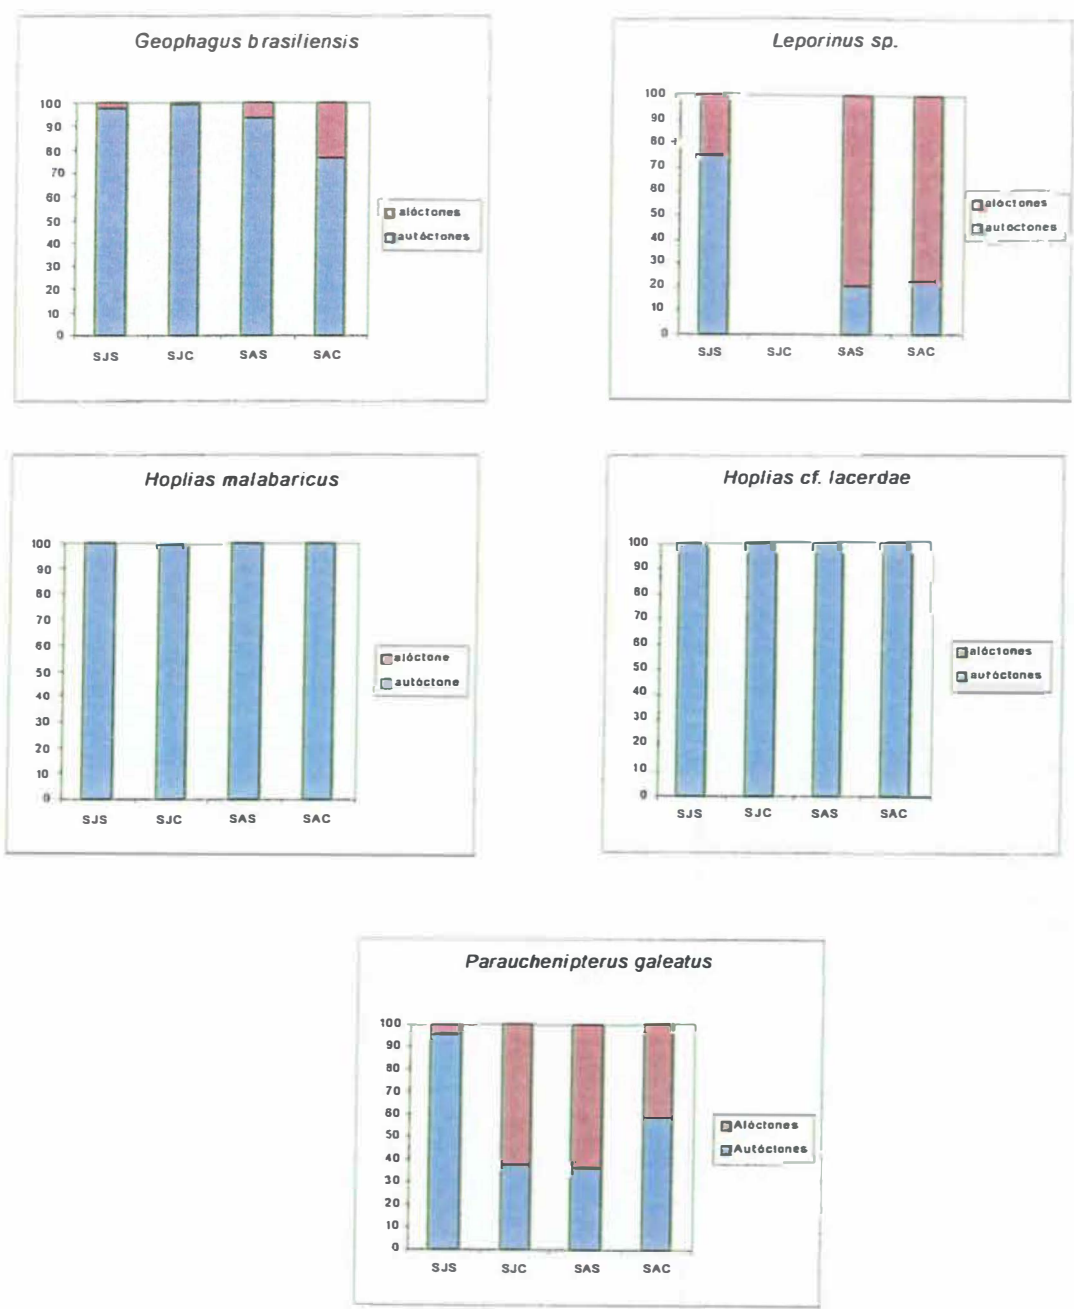 Geophagus brasiliensis
100
90
80
70
60
50
40
30
20
10
0
SJS SJC SAS SAC
alóctones
autóctones
Leporinus sp.
100
90
80
70
60
50
40
30
20
10
0
SJS SJC SAS SAC
alóctones
autoctones
Hoplias malabaricus
100
90
80
70
60
50
40
30
20
10
0
SJS SJC SAS SAC
alóctone
autóctone
Hoplias cf. lacerdae
100
90
80
70
60
50
40
30
20
10
0
SJS SJC SAS SAC
alóctones
autóctones
Parauchenipterus galeatus
100
90
80
70
60
50
40
30
20
10
0
SJS SJC SAS SAC
Alóctones
Autóctones